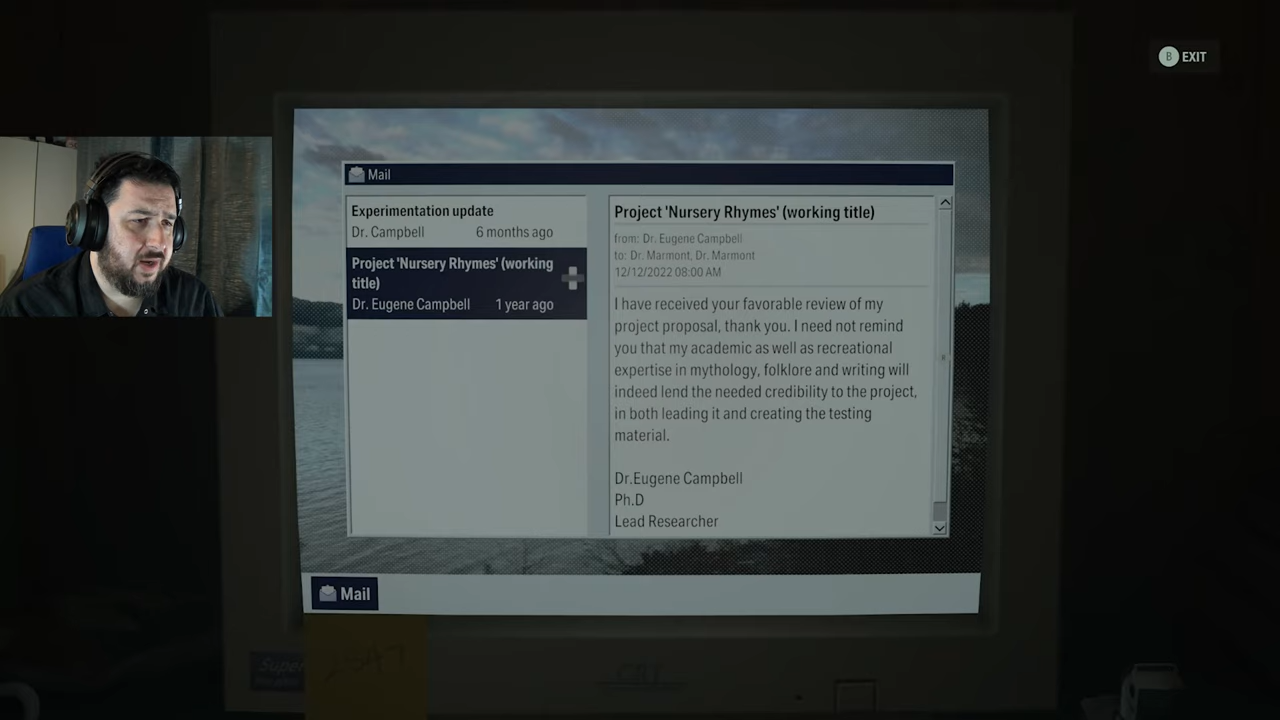 B EXIT
Mail
Experimentation update
Dr. Campbell 6 months ago
Project 'Nursery Rhymes' (working
title)
Dr. Eugene Campbell 1 year ago
Project 'Nursery Rhymes' (working title)
from: Dr. Eugene Campbell
to: Dr. Marmont, Dr. Marmont
12/12/2022 08:00 AM
I have received your favorable review of my
project proposal, thank you. I need not remind
you that my academic as well as recreational
expertise in mythology, folklore and writing will
indeed lend the needed credibility to the project,
in both leading it and creating the testing
material.
Dr.Eugene Campbell
Ph.D
Lead Researcher
Mail
Super